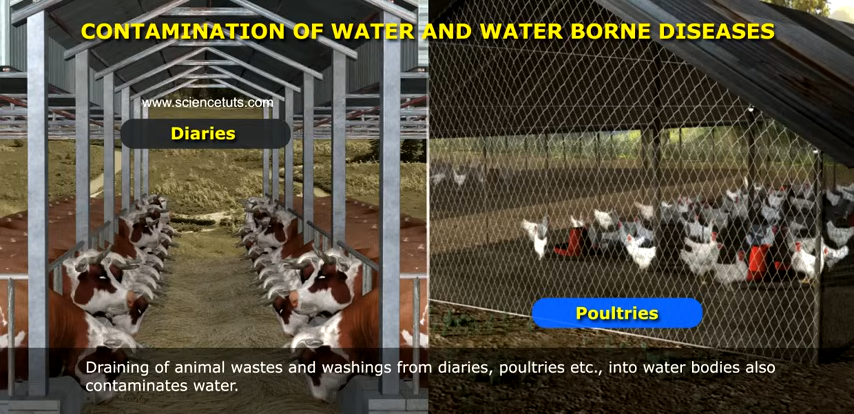 CONTAMINATION OF WATER AND WATER BORNE DISEASES
www.sciencetuts.com
Diaries
Poultries
Draining of animal wastes and washings from diaries, poultries etc., into water bodies also
contaminates water.